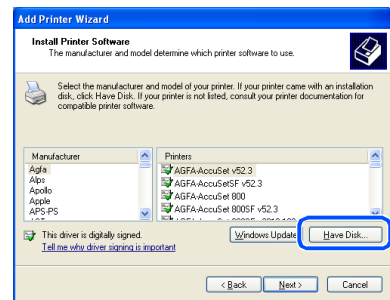 Add Printer Wizard
Install Printer Software
The manufacturer and model determine which printer software to use.
Select the manufacturer and model of your printer. If your printer came with an installation
disk, click Have Disk. If your printer is not listed, consult your printer documentation for
compatible printer software.
Manufacturer
Agfa
Alps
Apollo
Apple
APS-PS
Printers
AGFA-AccuSet v52.3
AGFA-AccuSetSF v52.3
AGFA-AccuSet 800
AGFA-AccuSet 800SF v52.3
This driver is digitally signed.
Tell me why driver signing is important
Windows Update
Have Disk...
< Back
Next >
Cancel